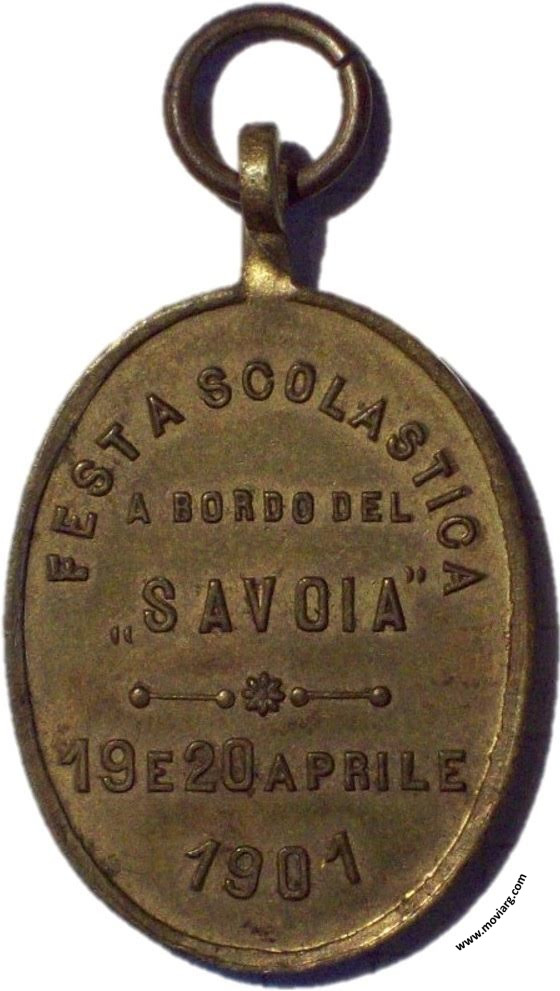 FESTA SCOLASTICA
A BORDO DEL
„SAVOIA”
19 E 20 APRILE
1901
www.moviarg.com